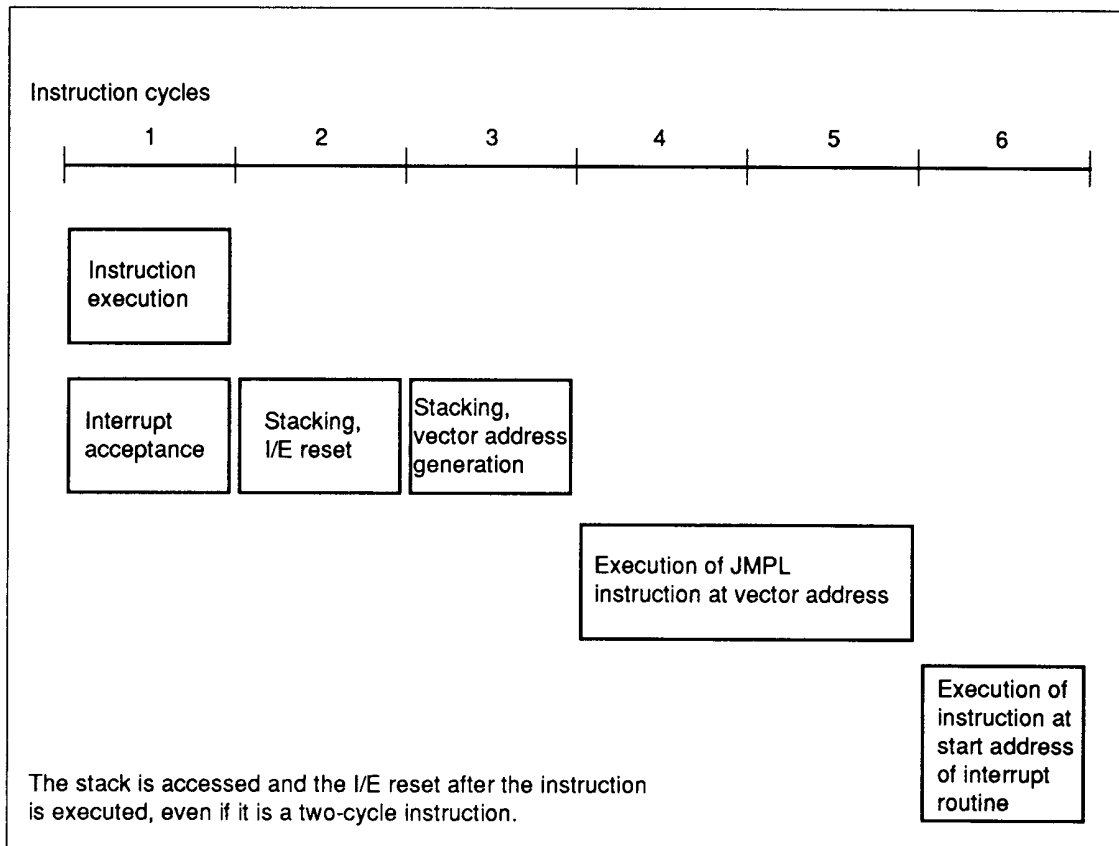 Instruction cycles
1 2 3 4 5 6
Instruction
execution
Interrupt
acceptance
Stacking,
I/E reset
Stacking,
vector address
generation
Execution of JMPL
instruction at vector address
Execution of
instruction at
start address
of interrupt
routine
The stack is accessed and the I/E reset after the instruction
is executed, even if it is a two-cycle instruction.